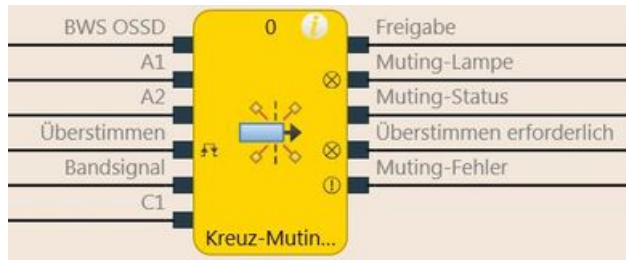 BWS OSSD
A1
A2
Überstimmen
Bandsignal
C1
0
i
Kreuz-Mutin...
Freigabe
Muting-Lampe
Muting-Status
Überstimmen erforderlich
Muting-Fehler